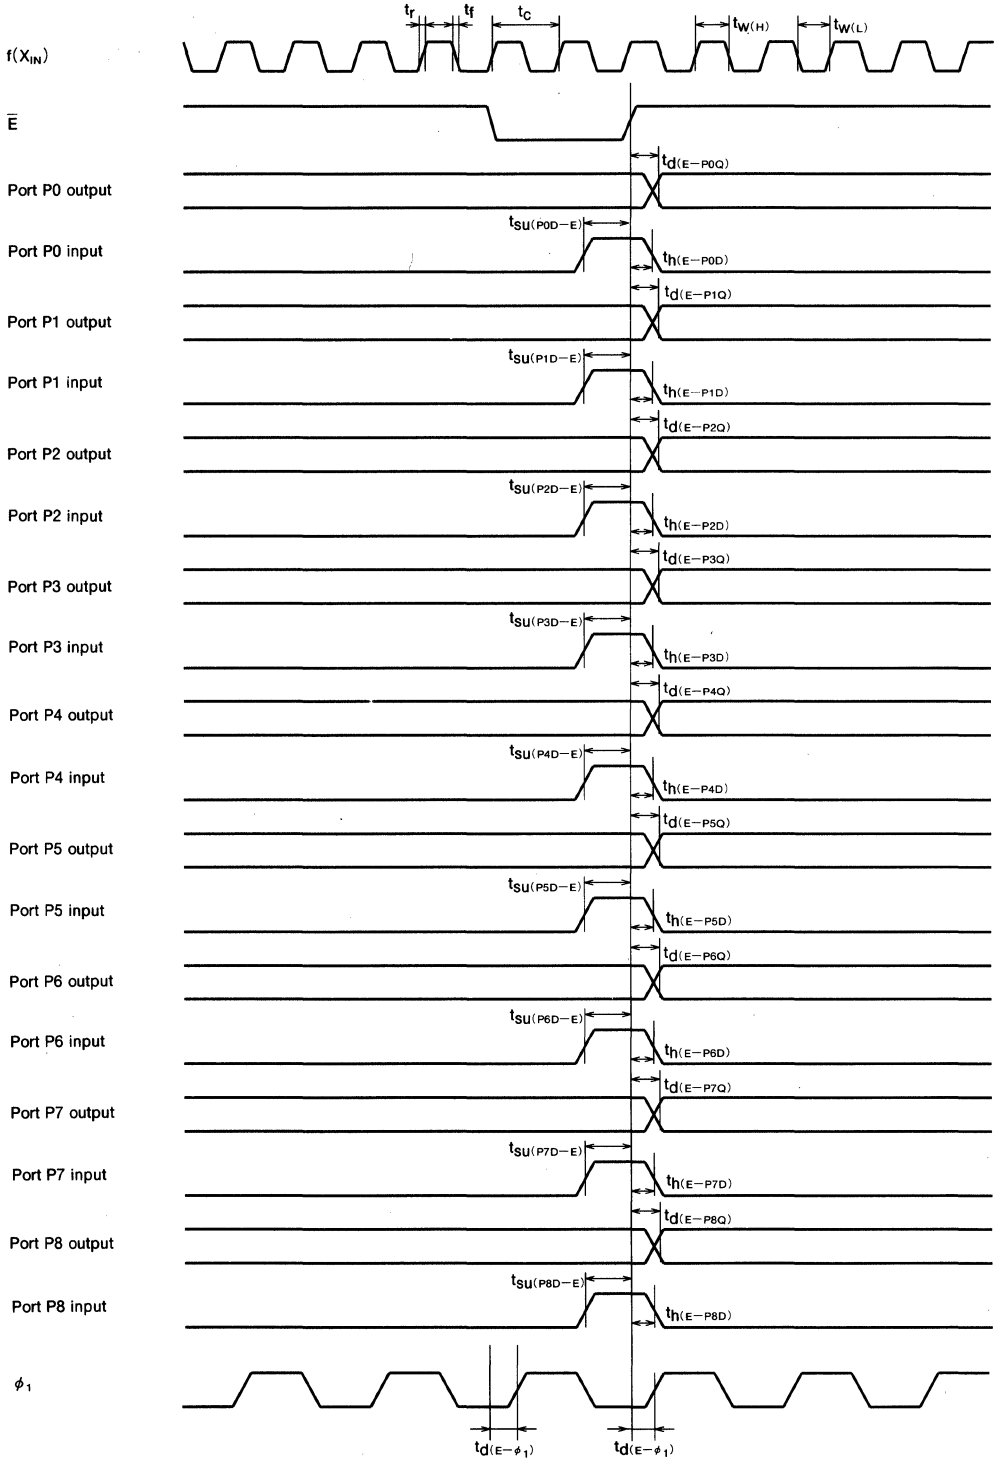 tr tf tC tW(H) tW(L)
f(XIN)
E̅
td(E−P0Q)
Port P0 output
tsu(P0D−E)
Port P0 input
th(E−P0D)
td(E−P1Q)
Port P1 output
tsu(P1D−E)
Port P1 input
th(E−P1D)
td(E−P2Q)
Port P2 output
tsu(P2D−E)
Port P2 input
th(E−P2D)
td(E−P3Q)
Port P3 output
tsu(P3D−E)
Port P3 input
th(E−P3D)
td(E−P4Q)
Port P4 output
tsu(P4D−E)
Port P4 input
th(E−P4D)
td(E−P5Q)
Port P5 output
tsu(P5D−E)
Port P5 input
th(E−P5D)
td(E−P6Q)
Port P6 output
tsu(P6D−E)
Port P6 input
th(E−P6D)
td(E−P7Q)
Port P7 output
tsu(P7D−E)
Port P7 input
th(E−P7D)
td(E−P8Q)
Port P8 output
tsu(P8D−E)
Port P8 input
th(E−P8D)
ϕ1
td(E−ϕ1) td(E−ϕ1)